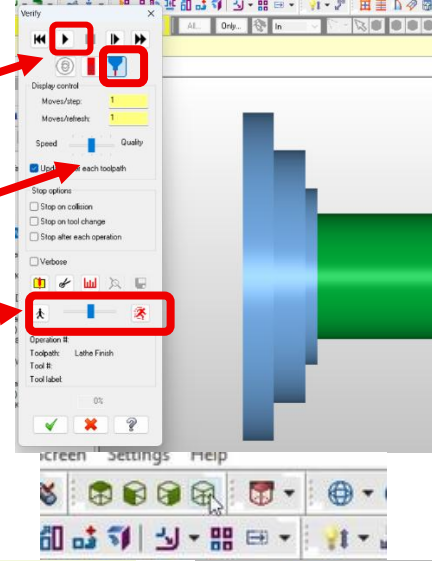 Verify
All...
Only...
In
Display control
Moves/step: 1
Moves/refresh: 1
Speed Quality
Upd each toolpath
Stop options
Stop on collision
Stop on tool change
Stop after each operation
Verbose
Operation #:
Toolpath: Lathe Finish
Tool #:
Tool label:
0%
Screen Settings Help